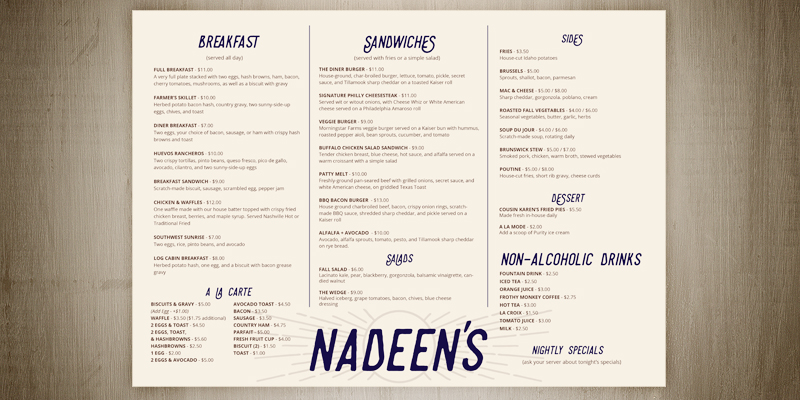 BREAKFAST
(served all day)
FULL BREAKFAST - $11.00
A very full plate stacked with two eggs, hash browns, ham, bacon,
cherry tomatoes, mushrooms, as well as a biscuit with gravy
FARMER'S SKILLET - $10.00
Herbed potato bacon hash, country gravy, two sunny-side-up
eggs, chives, and toast
DINER BREAKFAST - $7.00
Two eggs, your choice of bacon, sausage, or ham with crispy hash
browns and toast
HUEVOS RANCHEROS - $10.00
Two crispy tortillas, pinto beans, queso fresco, pico de gallo,
avocado, cilantro, and two sunny-side-up eggs
BREAKFAST SANDWICH - $9.00
Scratch-made biscuit, sausage, scrambled egg, pepper jam
CHICKEN & WAFFLES - $12.00
One waffle made with our house batter topped with crispy fried
chicken breast, berries, and maple syrup. Served Nashville Hot or
Traditional Fried
SOUTHWEST SUNRISE - $7.00
Two eggs, rice, pinto beans, and avocado
LOG CABIN BREAKFAST - $8.00
Herbed potato hash, one egg, and a biscuit with bacon grease
gravy
A LA CARTE
BISCUITS & GRAVY - $5.00
(Add Egg - +$1.00)
WAFFLE - $3.50 ($1.75 additional)
2 EGGS & TOAST - $4.50
2 EGGS, TOAST,
& HASHBROWNS - $5.60
HASHBROWNS - $2.50
1 EGG - $2.00
2 EGGS & AVOCADO - $5.00
AVOCADO TOAST - $4.50
BACON - $3.50
SAUSAGE - $3.50
COUNTRY HAM - $4.75
PARFAIT - $5.00
FRESH FRUIT CUP - $4.00
BISCUIT (2) - $1.50
TOAST - $1.00
SANDWICHES
(served with fries or a simple salad)
THE DINER BURGER - $11.00
House-ground, char-broiled burger, lettuce, tomato, pickle, secret
sauce, and Tillamook sharp cheddar on a toasted Kaiser roll
SIGNATURE PHILLY CHEESESTEAK - $11.00
Served wit or witout onions, with Cheese Whiz or White American
cheese served on a Philadelphia Amoroso roll
VEGGIE BURGER - $9.00
Morningstar Farms veggie burger served on a Kaiser bun with hummus,
roasted pepper aioli, bean sprouts, cucumber, and tomato
BUFFALO CHICKEN SALAD SANDWICH - $9.00
Tender chicken breast, blue cheese, hot sauce, and alfalfa served on a
warm croissant with a simple salad
PATTY MELT - $10.00
Freshly-ground pan-seared beef with grilled onions, secret sauce, and
white American cheese, on griddled Texas Toast
BBQ BACON BURGER - $13.00
House ground charbroiled beef, bacon, crispy onion rings, scratch-
made BBQ sauce, shredded sharp cheddar, and pickle served on a
Kaiser roll
ALFALFA + AVOCADO - $10.00
Avocado, alfalfa sprouts, tomato, pesto, and Tillamook sharp cheddar
on rye bread.
SALADS
FALL SALAD - $6.00
Lacinato kale, pear, blackberry, gorgonzola, balsamic vinaigrette, can-
died walnut
THE WEDGE - $9.00
Halved iceberg, grape tomatoes, bacon, chives, blue cheese
dressing
NADEEN'S
SIDES
FRIES - $3.50
House-cut Idaho potatoes
BRUSSELS - $5.00
Sprouts, shallot, bacon, parmesan
MAC & CHEESE - $5.00 / $8.00
Sharp cheddar, gorgonzola, poblano, cream
ROASTED FALL VEGETABLES - $4.00 / $6.00
Seasonal vegetables, butter, garlic, herbs
SOUP DU JOUR - $4.00 / $6.00
Scratch-made soup, rotating daily
BRUNSWICK STEW - $5.00 / $7.00
Smoked pork, chicken, warm broth, stewed vegetables
POUTINE - $5.00 / $8.00
House-cut fries, short rib gravy, cheese curds
DESSERT
COUSIN KAREN'S FRIED PIES - $5.50
Made fresh in-house daily
A LA MODE - $2.00
Add a scoop of Purity ice cream
NON-ALCOHOLIC DRINKS
FOUNTAIN DRINK - $2.50
ICED TEA - $2.50
ORANGE JUICE - $3.00
FROTHY MONKEY COFFEE - $2.75
HOT TEA - $3.00
LA CROIX - $1.50
TOMATO JUICE - $3.00
MILK - $2.50
NIGHTLY SPECIALS
(ask your server about tonight's specials)